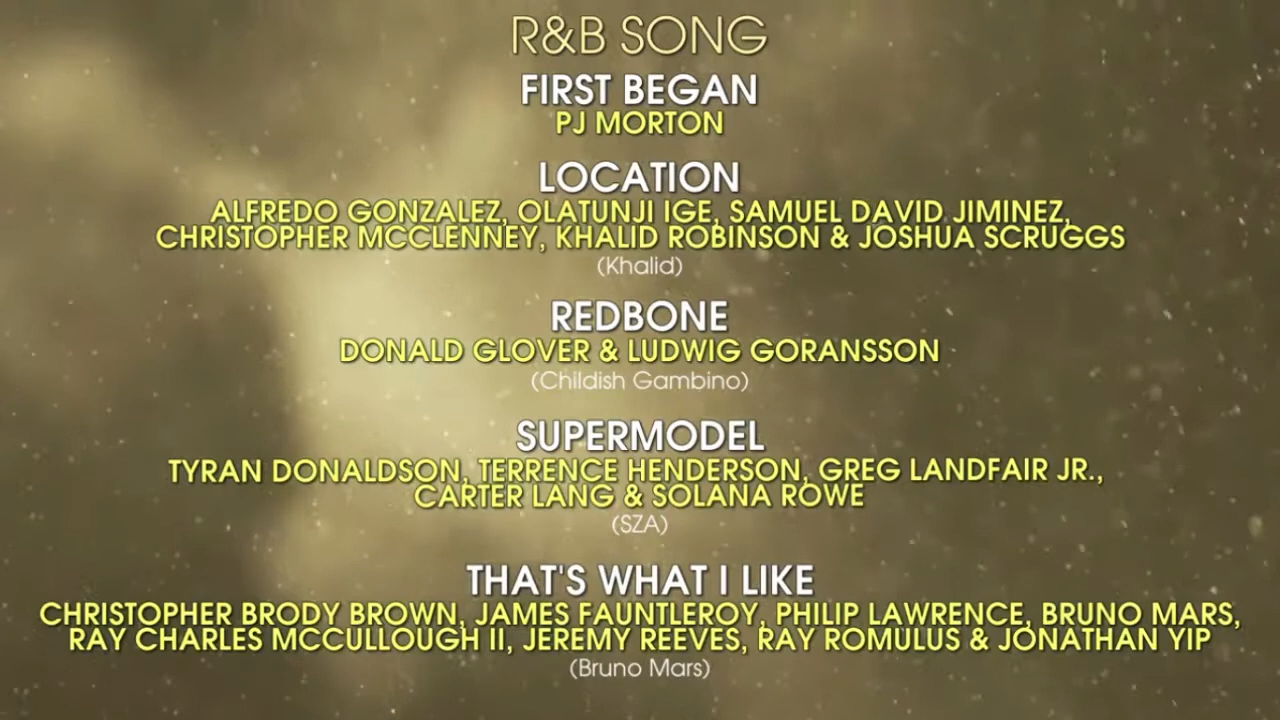 R&B SONG
FIRST BEGAN
PJ MORTON
LOCATION
ALFREDO GONZALEZ, OLATUNJI IGE, SAMUEL DAVID JIMINEZ,
CHRISTOPHER MCCLENNEY, KHALID ROBINSON & JOSHUA SCRUGGS
(Khalid)
REDBONE
DONALD GLOVER & LUDWIG GORANSSON
(Childish Gambino)
SUPERMODEL
TYRAN DONALDSON, TERRENCE HENDERSON, GREG LANDFAIR JR.,
CARTER LANG & SOLANA ROWE
(SZA)
THAT'S WHAT I LIKE
CHRISTOPHER BRODY BROWN, JAMES FAUNTLEROY, PHILIP LAWRENCE, BRUNO MARS,
RAY CHARLES MCCULLOUGH II, JEREMY REEVES, RAY ROMULUS & JONATHAN YIP
(Bruno Mars)